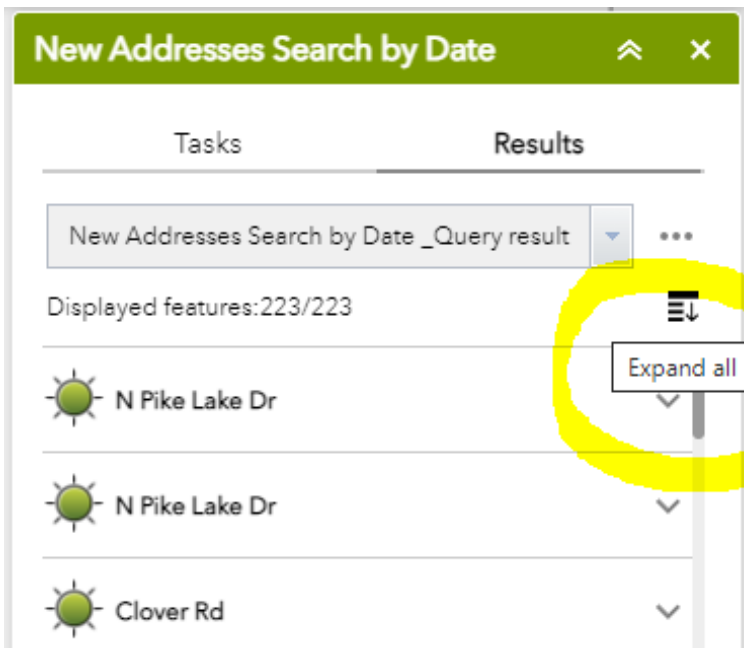 New Addresses Search by Date
Tasks Results
New Addresses Search by Date _Query result
Displayed features:223/223
Expand all
N Pike Lake Dr
N Pike Lake Dr
Clover Rd